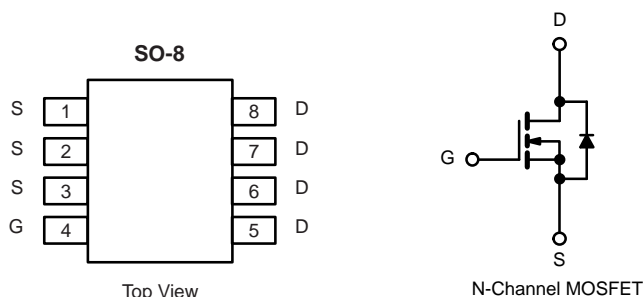 SO-8
S 1 8 D
S 2 7 D
S 3 6 D
G 4 5 D
Top View
D
G
S
N-Channel MOSFET